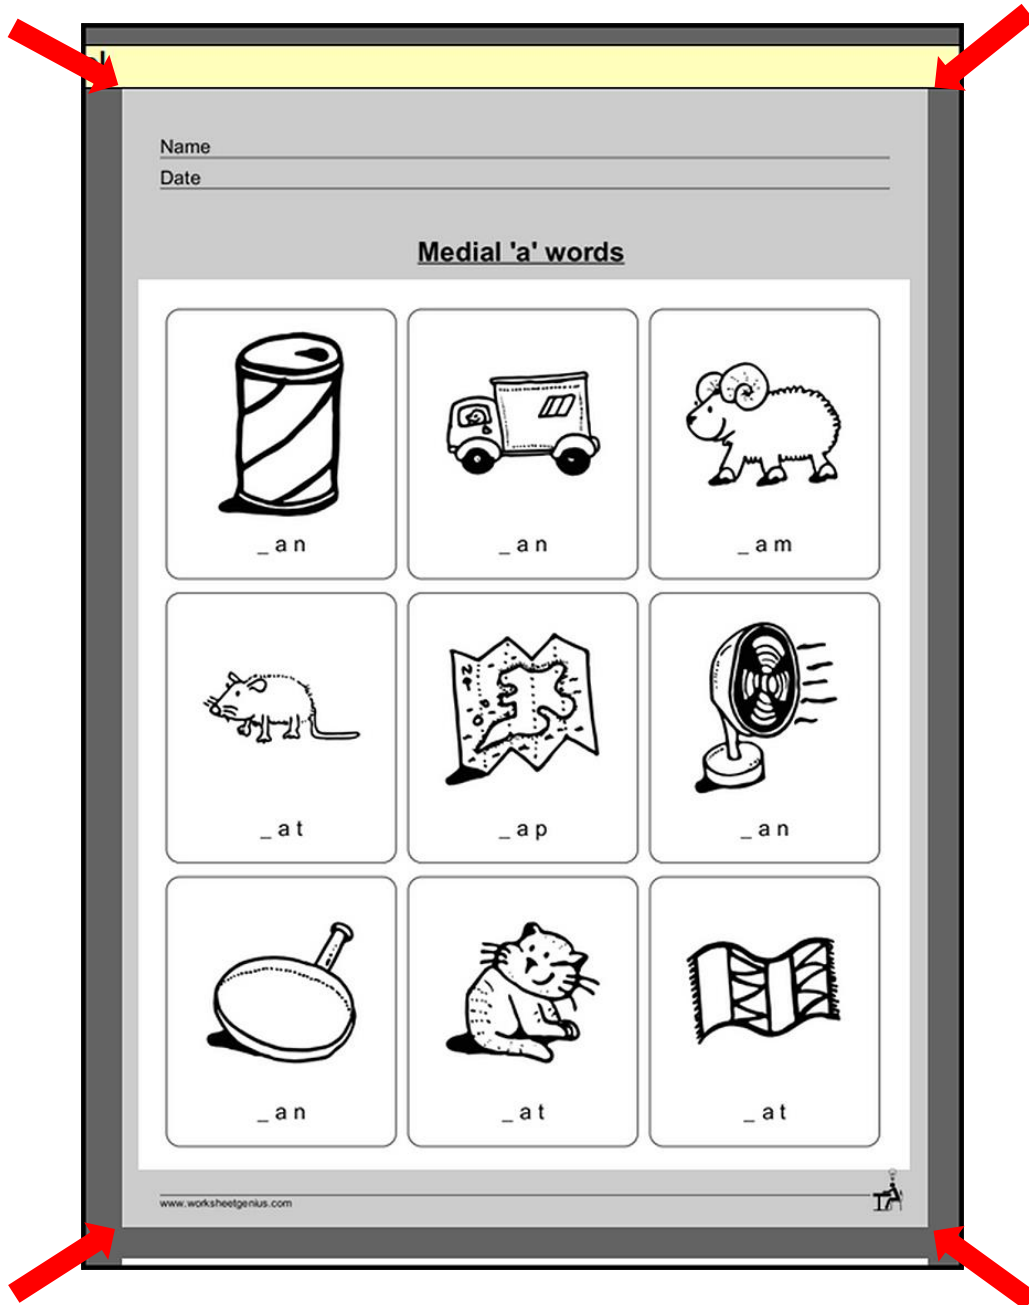 Name
Date
Medial 'a' words
_ a n
_ a n
_ a m
_ a t
_ a p
_ a n
_ a n
_ a t
_ a t
www.worksheetgenius.com